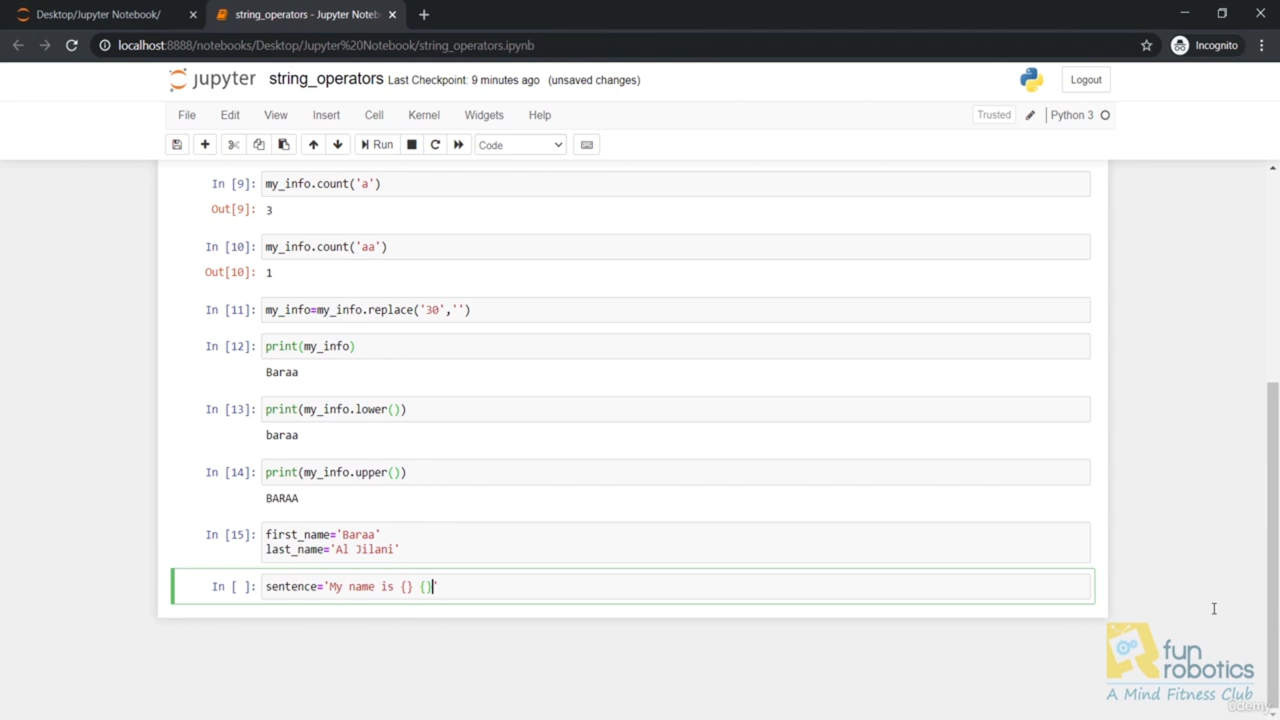 Desktop/Jupyter Notebook/
string_operators - Jupyter Noteb
localhost:8888/notebooks/Desktop/Jupyter%20Notebook/string_operators.ipynb
Incognito
jupyter string_operators Last Checkpoint: 9 minutes ago (unsaved changes)
Logout
File Edit View Insert Cell Kernel Widgets Help
Trusted
Python 3
Run
Code
In [9]: my_info.count('a')
Out[9]: 3
In [10]: my_info.count('aa')
Out[10]: 1
In [11]: my_info=my_info.replace('30','')
In [12]: print(my_info)
Baraa
In [13]: print(my_info.lower())
baraa
In [14]: print(my_info.upper())
BARAA
In [15]: first_name='Baraa'
last_name='Al Jilani'
In [ ]: sentence='My name is {} {}'
fun
robotics
A Mind Fitness Club
ûdemy